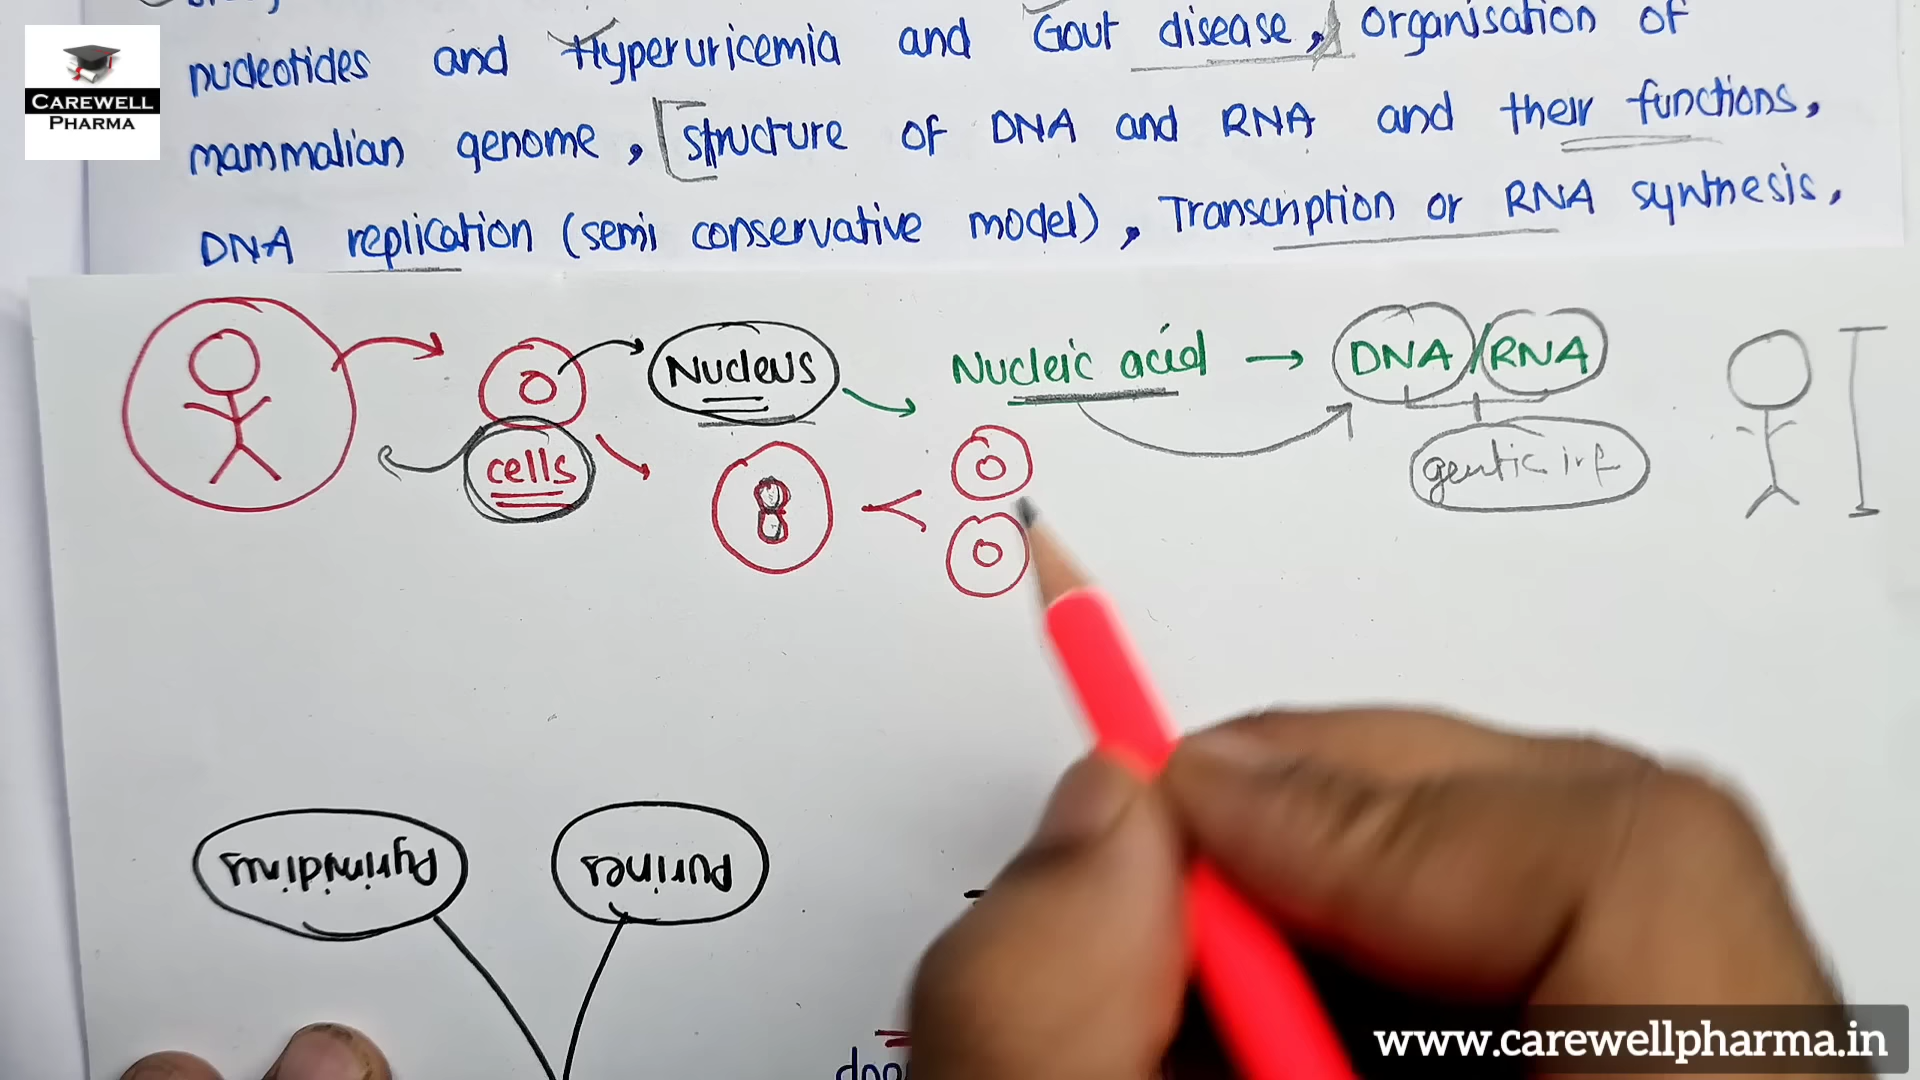 CAREWELL
PHARMA
nucleotides and Hyperuricemia and Gout disease, organisation of
mammalian genome, structure of DNA and RNA and their functions,
DNA replication (semi conservative model), Transcription or RNA synthesis,
Nucleus
Nucleic acid → DNA/RNA
cells
gentic inf
Pyrimidins
Purines
www.carewellpharma.in